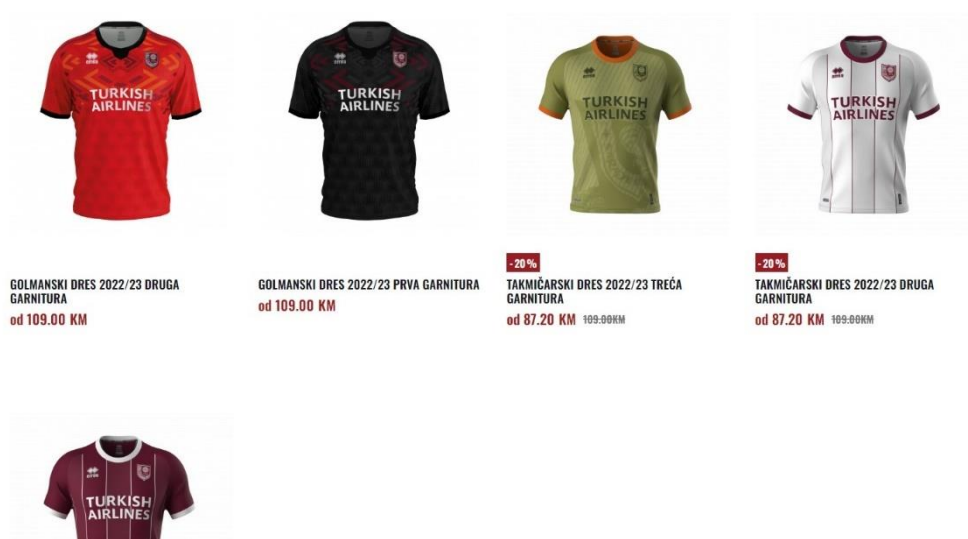 TURKISH
AIRLINES
TURKISH
AIRLINES
TURKISH
AIRLINES
TURKISH
AIRLINES
-20%
-20%
GOLMANSKI DRES 2022/23 DRUGA
GARNITURA
od 109.00 KM
GOLMANSKI DRES 2022/23 PRVA GARNITURA
od 109.00 KM
TAKMIČARSKI DRES 2022/23 TREĆA
GARNITURA
od 87.20 KM 109.00KM
TAKMIČARSKI DRES 2022/23 DRUGA
GARNITURA
od 87.20 KM 109.00KM
TURKISH
AIRLINES